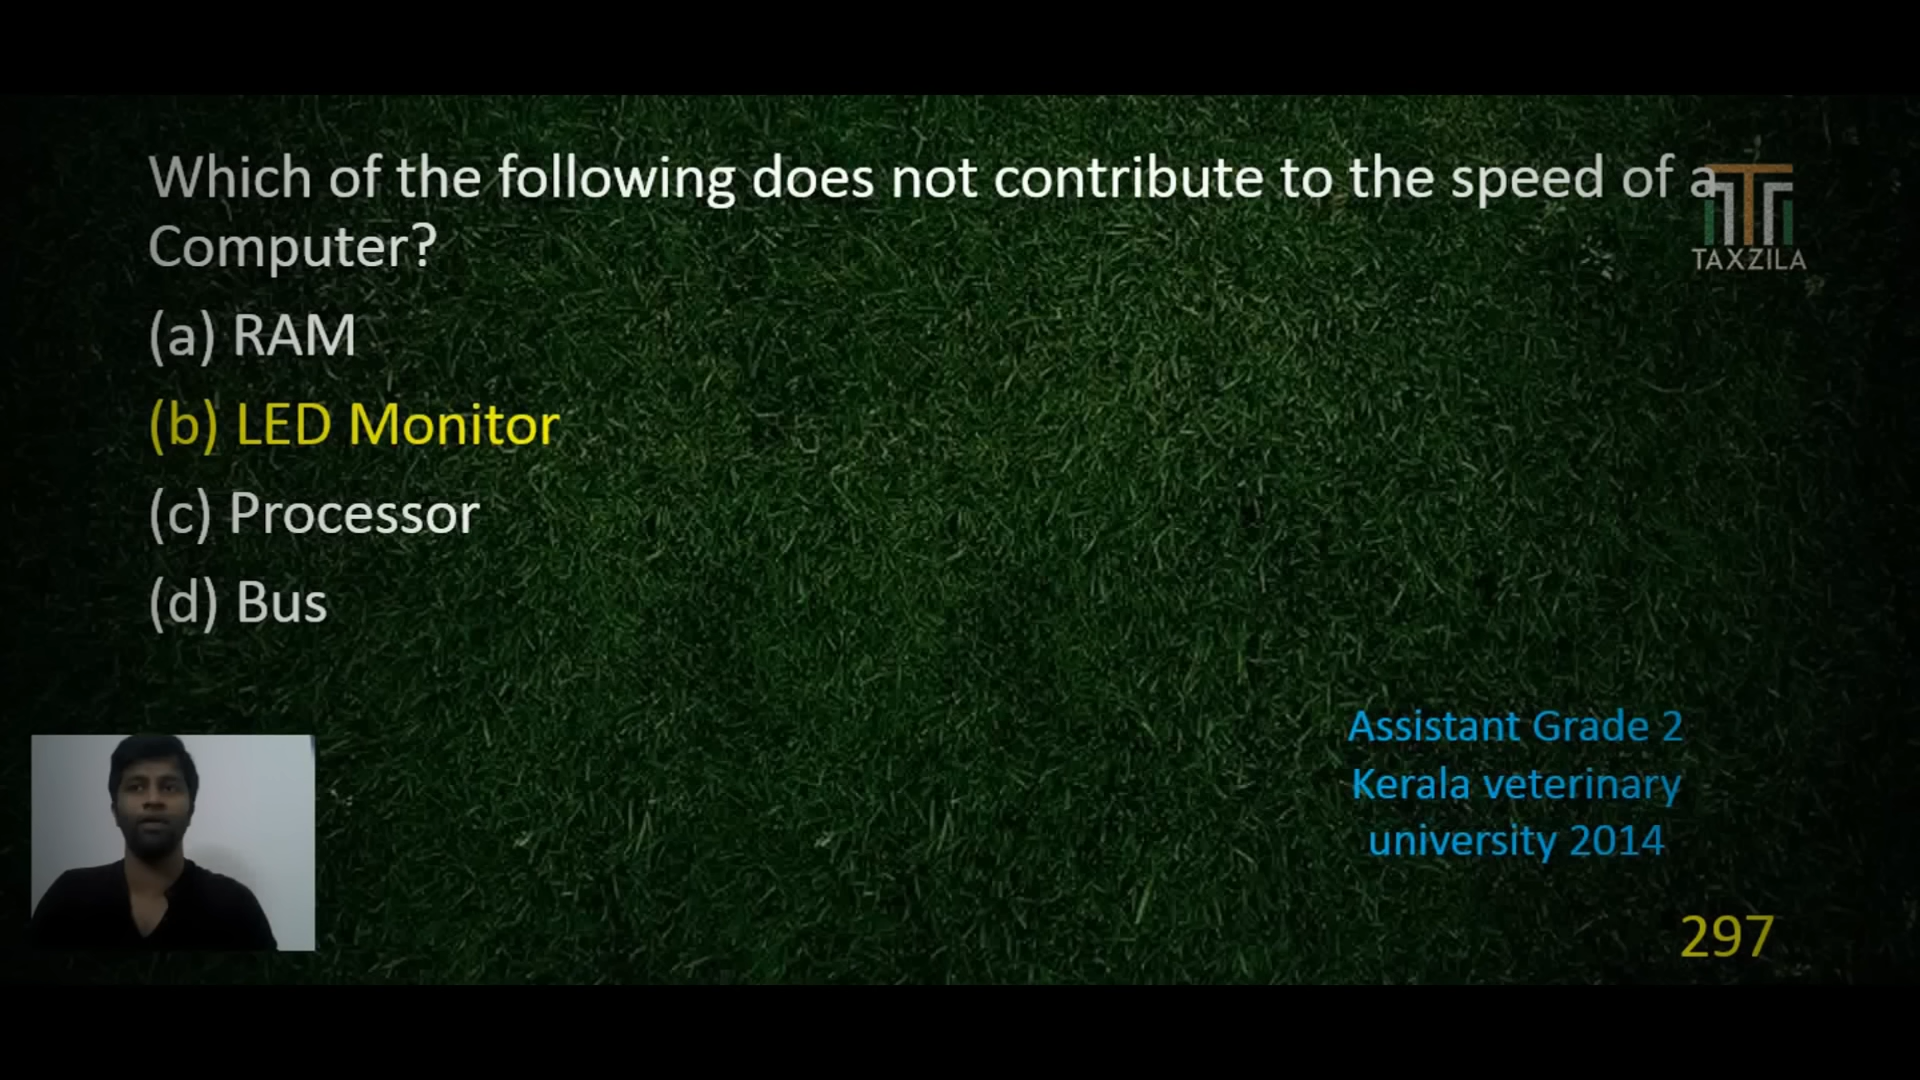 Which of the following does not contribute to the speed of a
Computer?
TAXZILA
(a) RAM
(b) LED Monitor
(c) Processor
(d) Bus
Assistant Grade 2
Kerala veterinary
university 2014
297